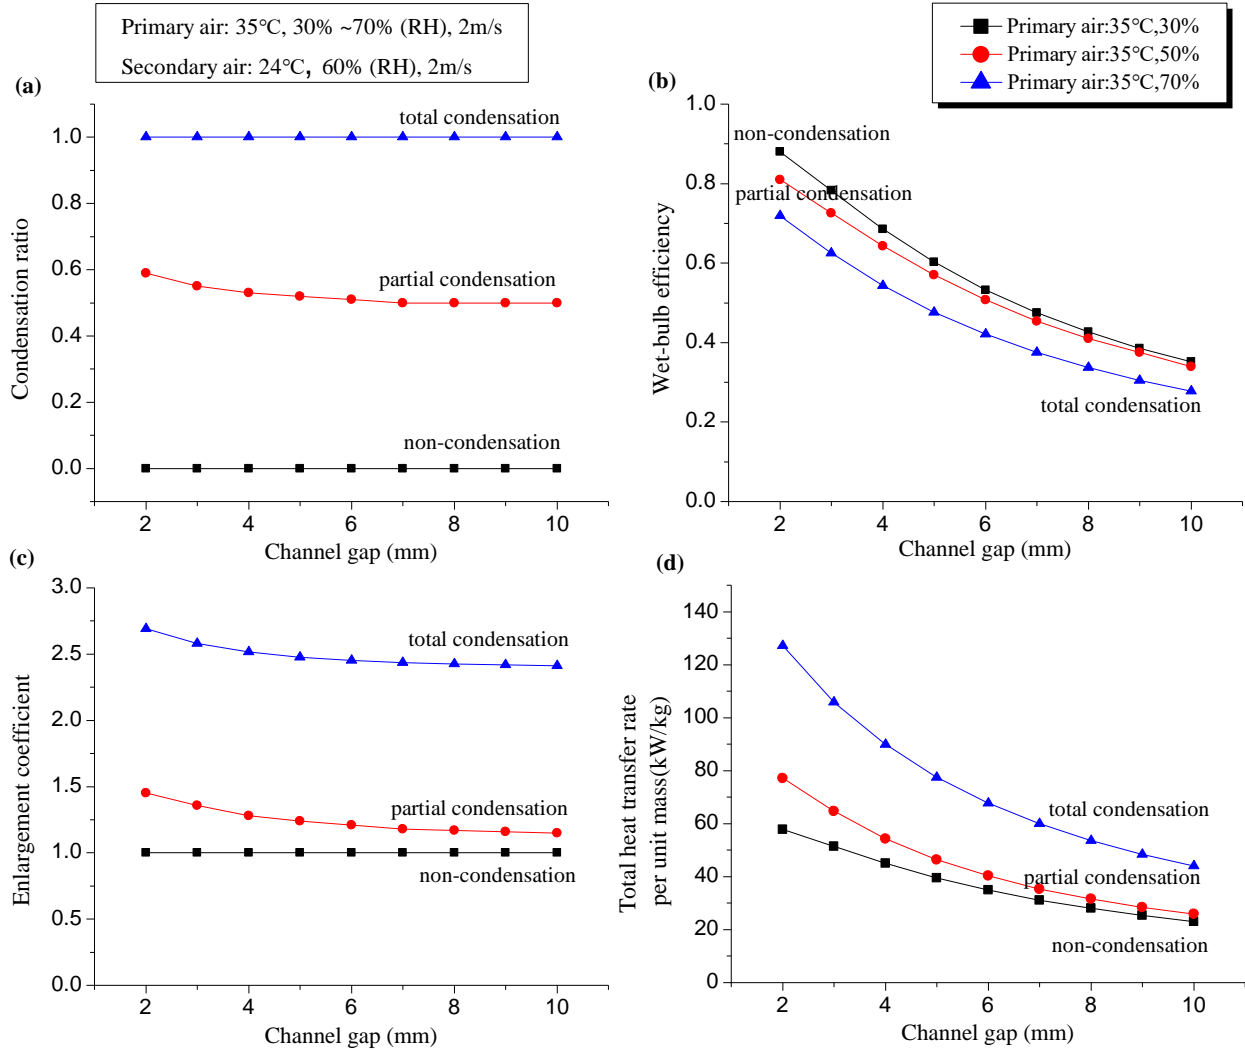 Primary air: 35℃, 30% ~70% (RH), 2m/s
Secondary air: 24℃, 60% (RH), 2m/s
Primary air:35℃,30%
Primary air:35℃,50%
Primary air:35℃,70%
(a)
total condensation
partial condensation
non-condensation
Condensation ratio
1.0
0.8
0.6
0.4
0.2
0.0
2 4 6 8 10
Channel gap (mm)
(b)
non-condensation
partial condensation
total condensation
Wet-bulb efficiency
1.0
0.8
0.6
0.4
0.2
0.0
2 4 6 8 10
Channel gap (mm)
(c)
total condensation
partial condensation
non-condensation
Enlargement coefficient
3.0
2.5
2.0
1.5
1.0
0.5
0.0
2 4 6 8 10
Channel gap (mm)
(d)
total condensation
partial condensation
non-condensation
Total heat transfer rate
per unit mass(kW/kg)
140
120
100
80
60
40
20
0
2 4 6 8 10
Channel gap (mm)